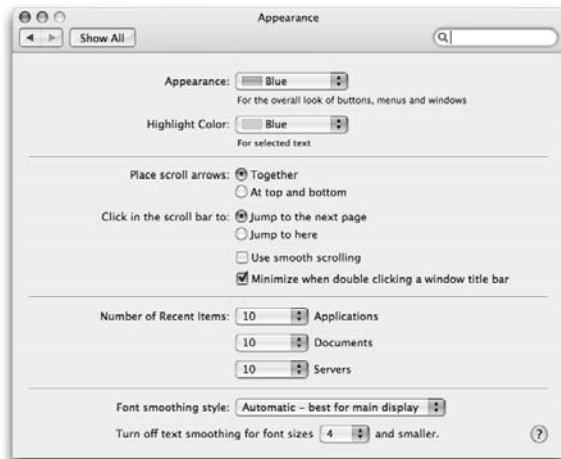 Appearance
Show All
Appearance: Blue
For the overall look of buttons, menus and windows
Highlight Color: Blue
For selected text
Place scroll arrows: Together
At top and bottom
Click in the scroll bar to: Jump to the next page
Jump to here
Use smooth scrolling
Minimize when double clicking a window title bar
Number of Recent Items: 10 Applications
10 Documents
10 Servers
Font smoothing style: Automatic – best for main display
Turn off text smoothing for font sizes 4 and smaller. ?